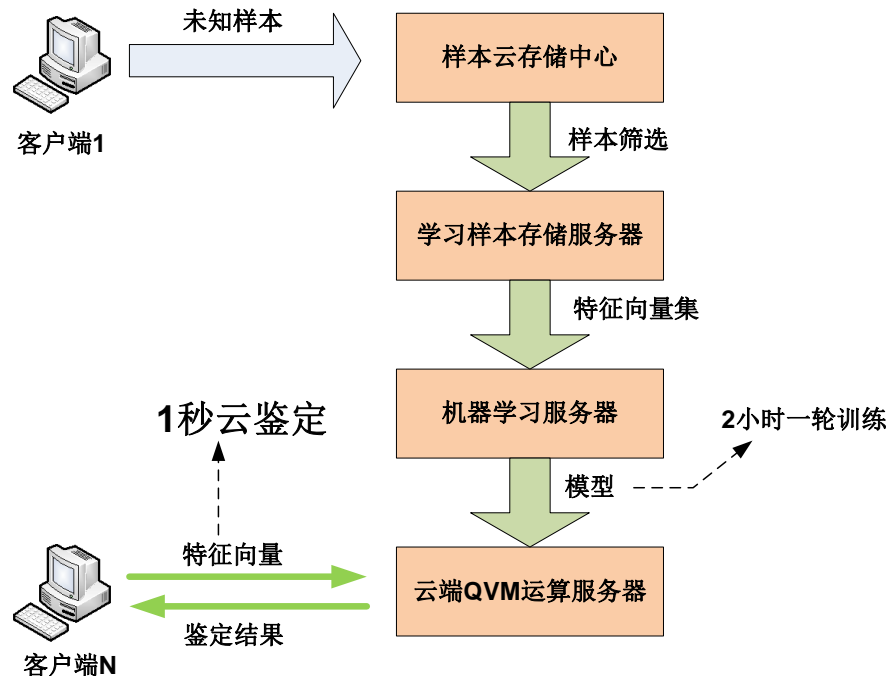 未知样本
样本云存储中心
客户端1
样本筛选
学习样本存储服务器
特征向量集
机器学习服务器
1秒云鉴定
2小时一轮训练
模型
特征向量
云端QVM运算服务器
鉴定结果
客户端N